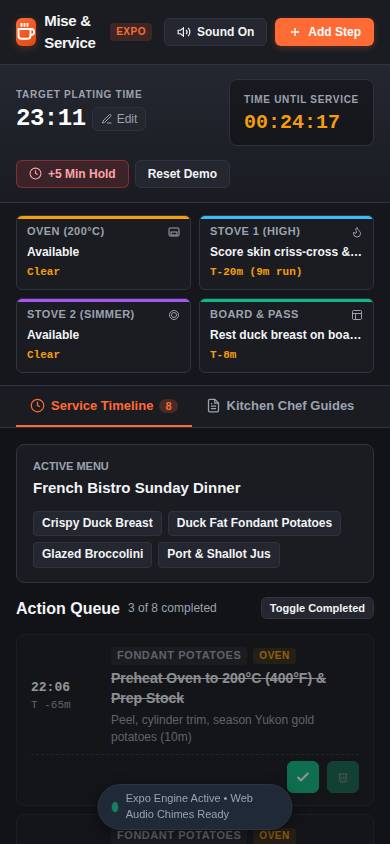 Mise &
Service
EXPO
Sound On
Add Step
TARGET PLATING TIME
23:11
Edit
TIME UNTIL SERVICE
00:24:17
+5 Min Hold
Reset Demo
OVEN (200°C)
Available
Clear
STOVE 1 (HIGH)
Score skin criss-cross &…
T-20m (9m run)
STOVE 2 (SIMMER)
Available
Clear
BOARD & PASS
Rest duck breast on boa…
T-8m
Service Timeline 8
Kitchen Chef Guides
ACTIVE MENU
French Bistro Sunday Dinner
Crispy Duck Breast
Duck Fat Fondant Potatoes
Glazed Broccolini
Port & Shallot Jus
Action Queue 3 of 8 completed
Toggle Completed
FONDANT POTATOES OVEN
22:06
T -65m
Preheat Oven to 200°C (400°F) &
Prep Stock
Peel, cylinder trim, season Yukon gold
potatoes (10m)
Expo Engine Active • Web
Audio Chimes Ready
FONDANT POTATOES OVEN